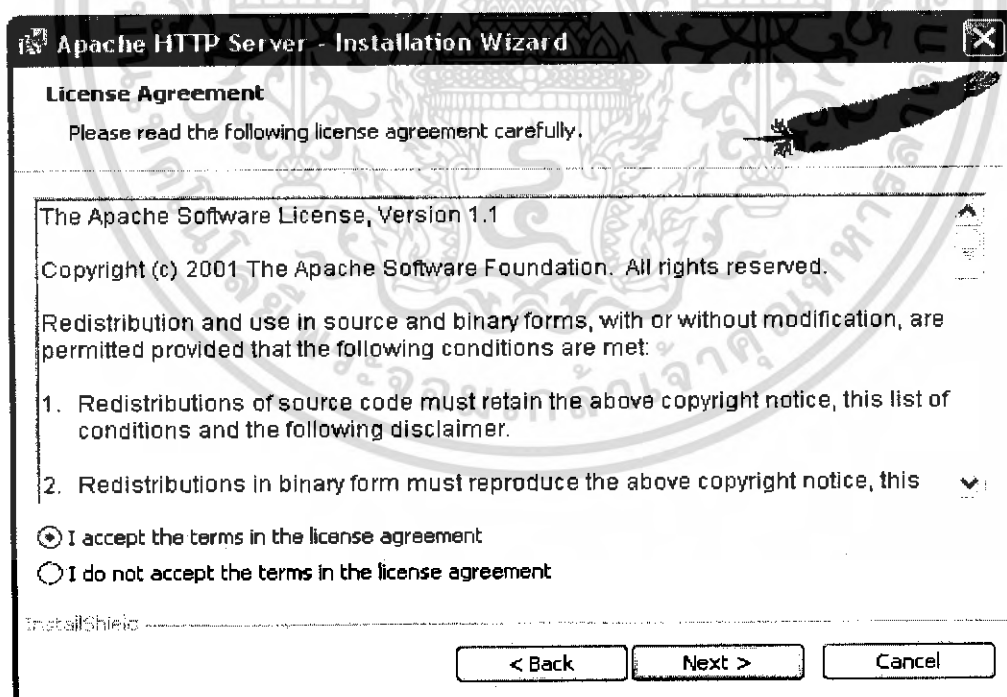 Apache HTTP Server - Installation Wizard
License Agreement
Please read the following license agreement carefully.
The Apache Software License, Version 1.1
Copyright (c) 2001 The Apache Software Foundation. All rights reserved.
Redistribution and use in source and binary forms, with or without modification, are
permitted provided that the following conditions are met:
1. Redistributions of source code must retain the above copyright notice, this list of
conditions and the following disclaimer.
2. Redistributions in binary form must reproduce the above copyright notice, this
I accept the terms in the license agreement
I do not accept the terms in the license agreement
InstallShield
< Back
Next >
Cancel